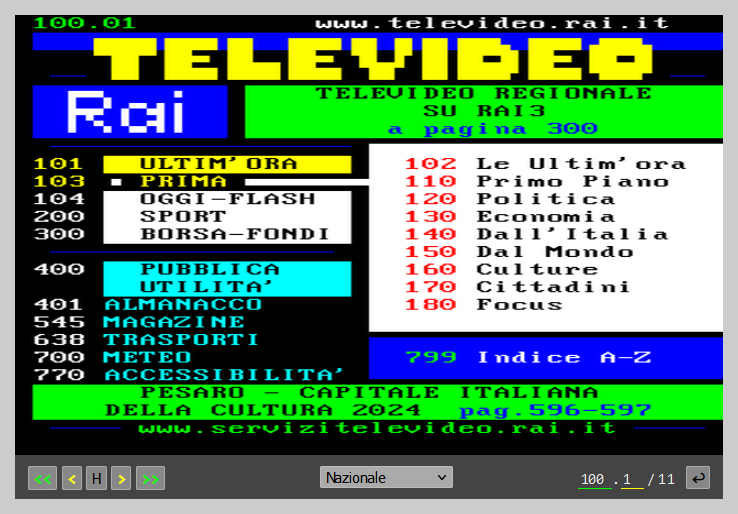 100.01 www.televideo.rai.it
TELEVIDEO
Rai
TELEVIDEO REGIONALE
SU RAI3
a pagina 300
101 ULTIM'ORA
103 PRIMA
104 OGGI-FLASH
200 SPORT
300 BORSA-FONDI
400 PUBBLICA
UTILITA'
401 ALMANACCO
545 MAGAZINE
638 TRASPORTI
700 METEO
770 ACCESSIBILITA'
102 Le Ultim'ora
110 Primo Piano
120 Politica
130 Economia
140 Dall'Italia
150 Dal Mondo
160 Culture
170 Cittadini
180 Focus
799 Indice A-Z
PESARO - CAPITALE ITALIANA
DELLA CULTURA 2024 pag.596-597
www.servizitelevideo.rai.it
<< < H > >> Nazionale 100 . 1 / 11